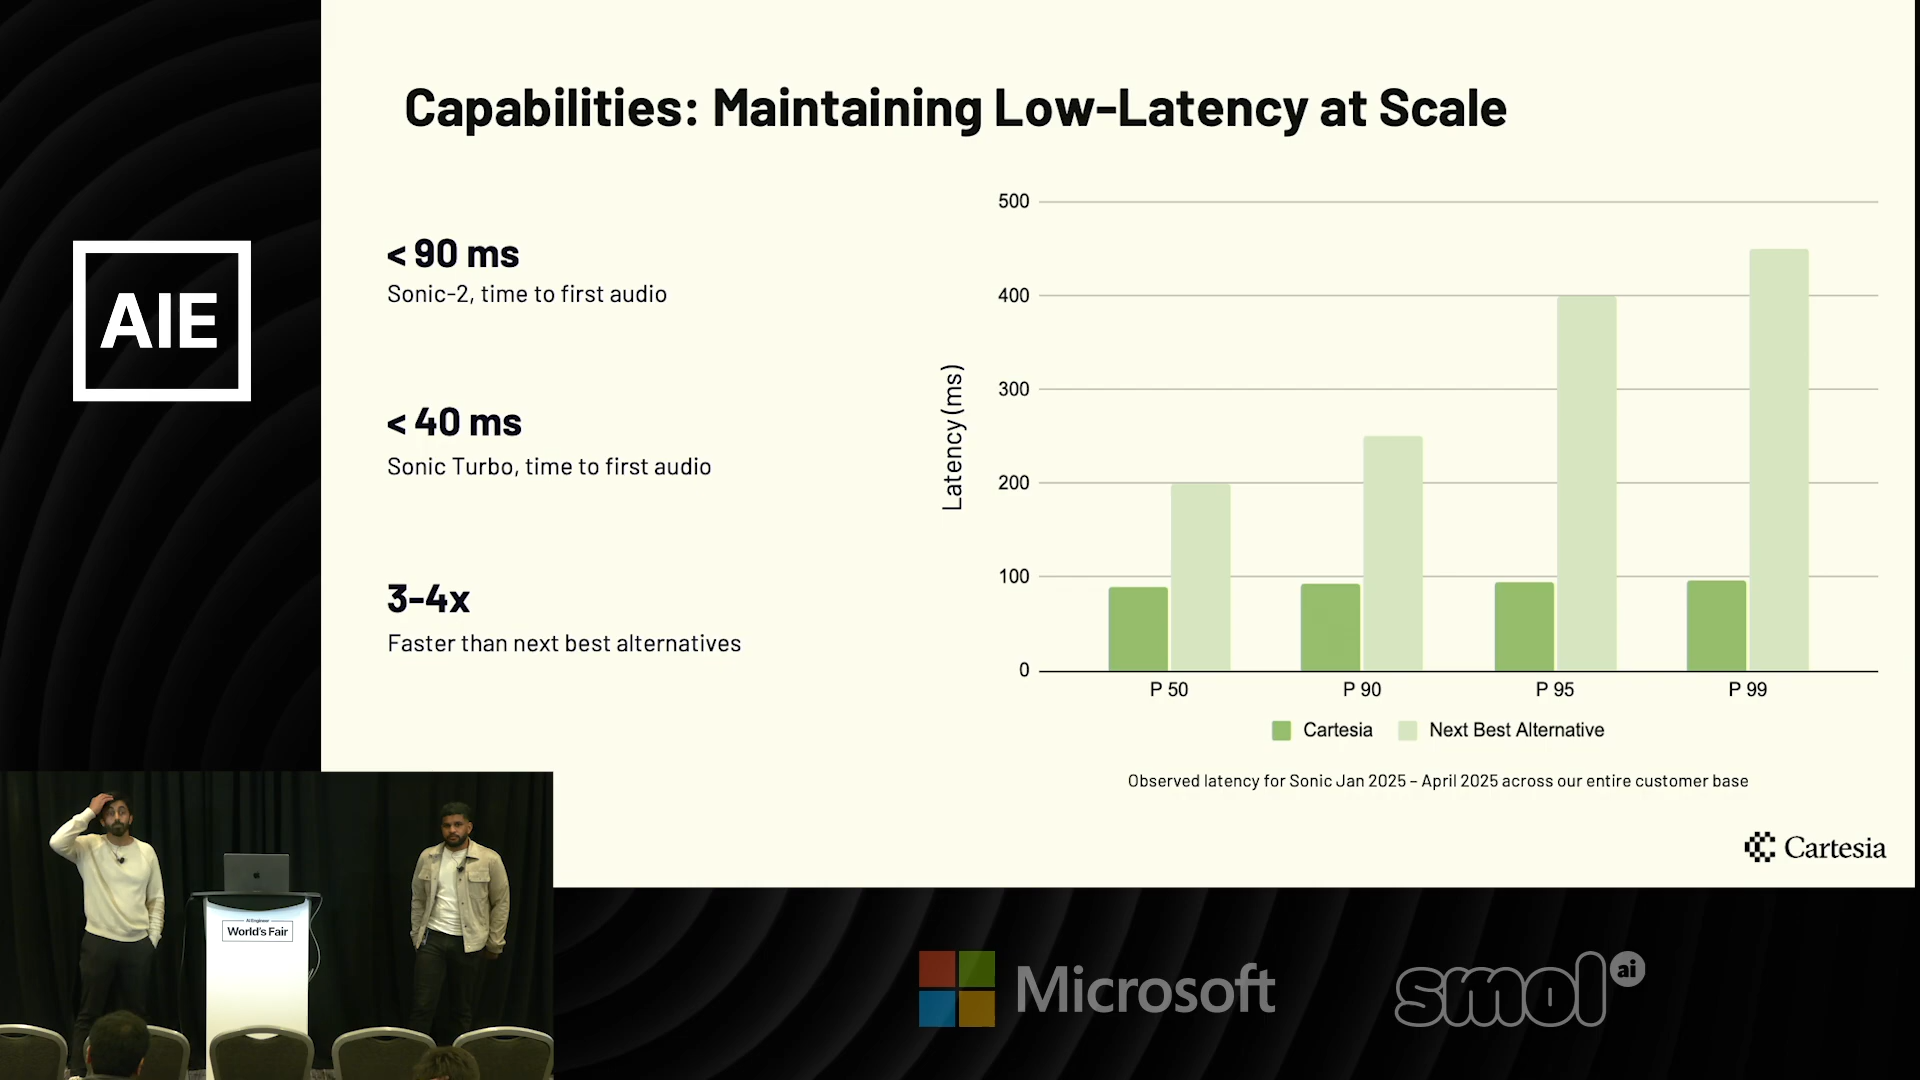 Capabilities: Maintaining Low-Latency at Scale
AIE
< 90 ms
Sonic-2, time to first audio
< 40 ms
Sonic Turbo, time to first audio
3-4x
Faster than next best alternatives
Latency (ms)
500
400
300
200
100
0
P 50
P 90
P 95
P 99
Cartesia
Next Best Alternative
Observed latency for Sonic Jan 2025 – April 2025 across our entire customer base
Cartesia
AI Engineer
World's Fair
Microsoft
smol ai